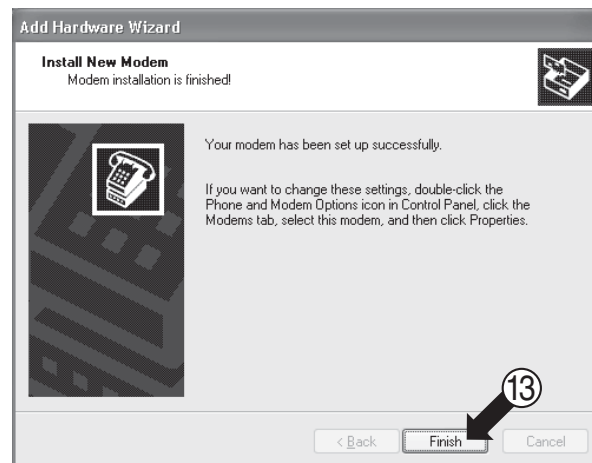 Add Hardware Wizard
Install New Modem
Modem installation is finished!
Your modem has been set up successfully.
If you want to change these settings, double-click the
Phone and Modem Options icon in Control Panel, click the
Modems tab, select this modem, and then click Properties.
⑬
< Back
Finish
Cancel